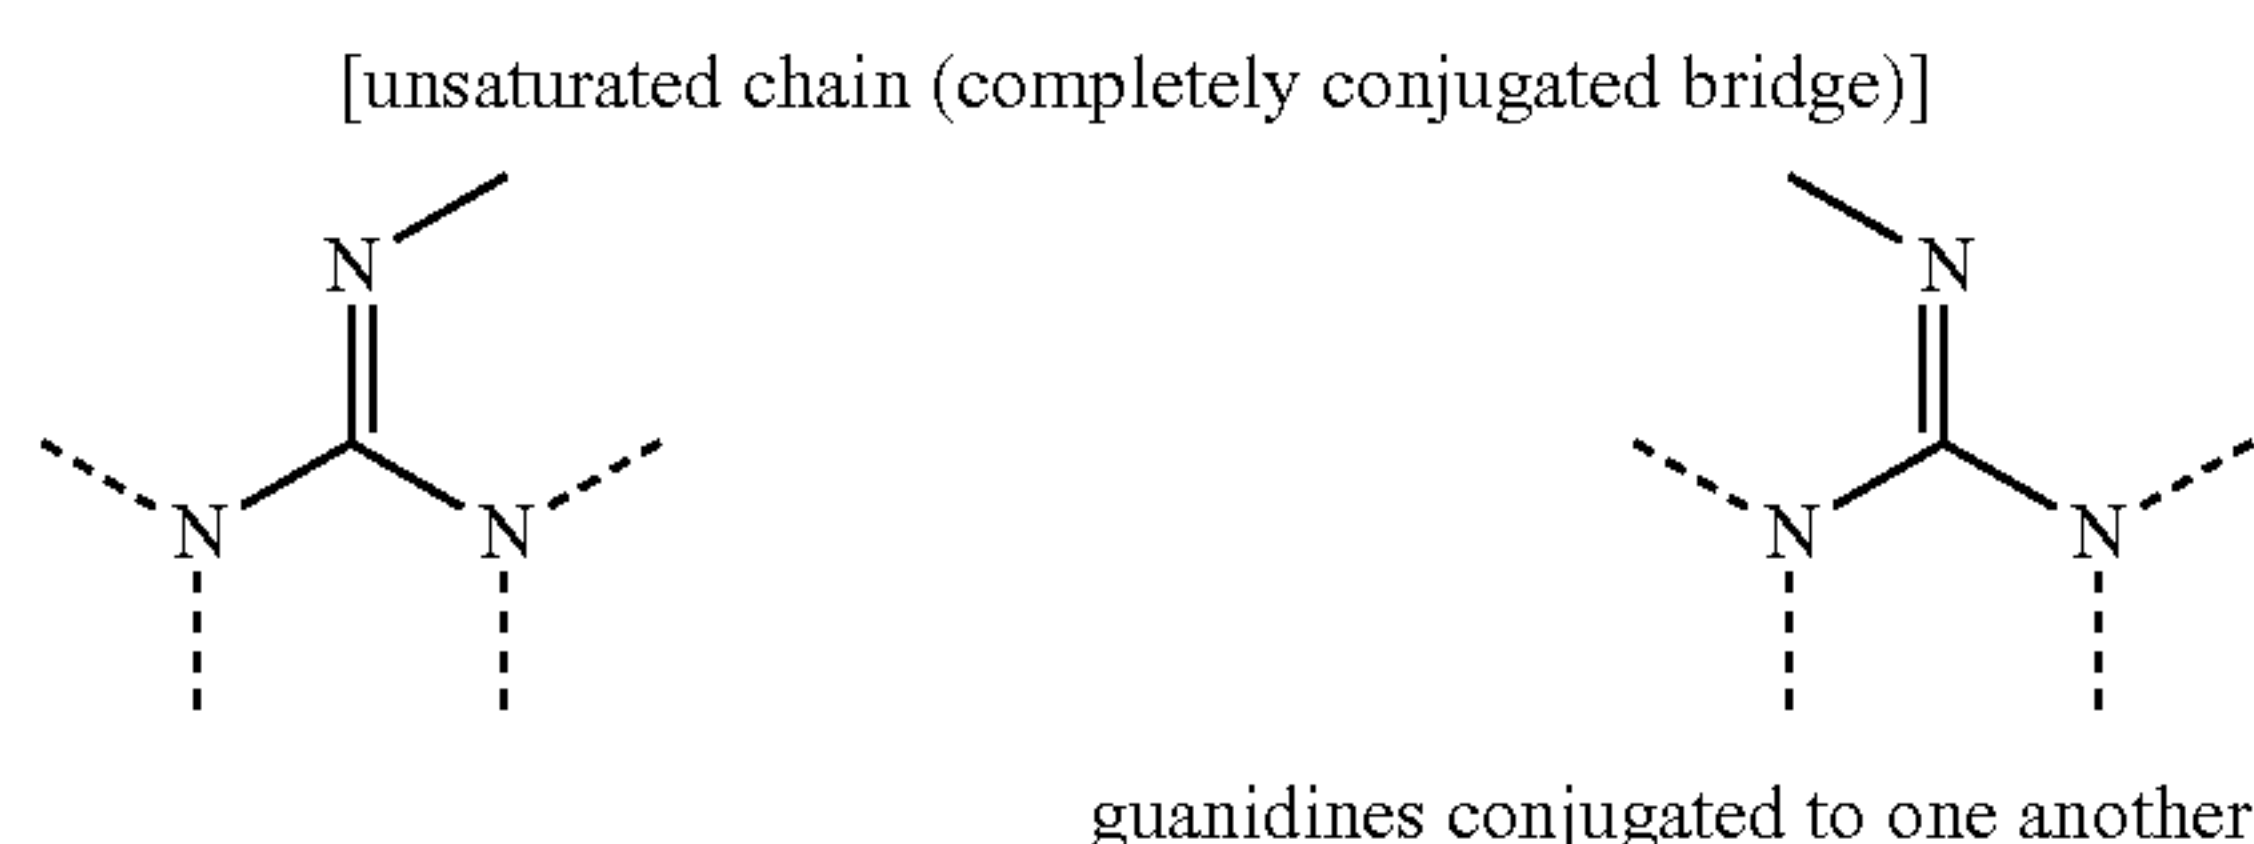 [unsaturated chain (completely conjugated bridge)]
N N
N N N N
guanidines conjugated to one another